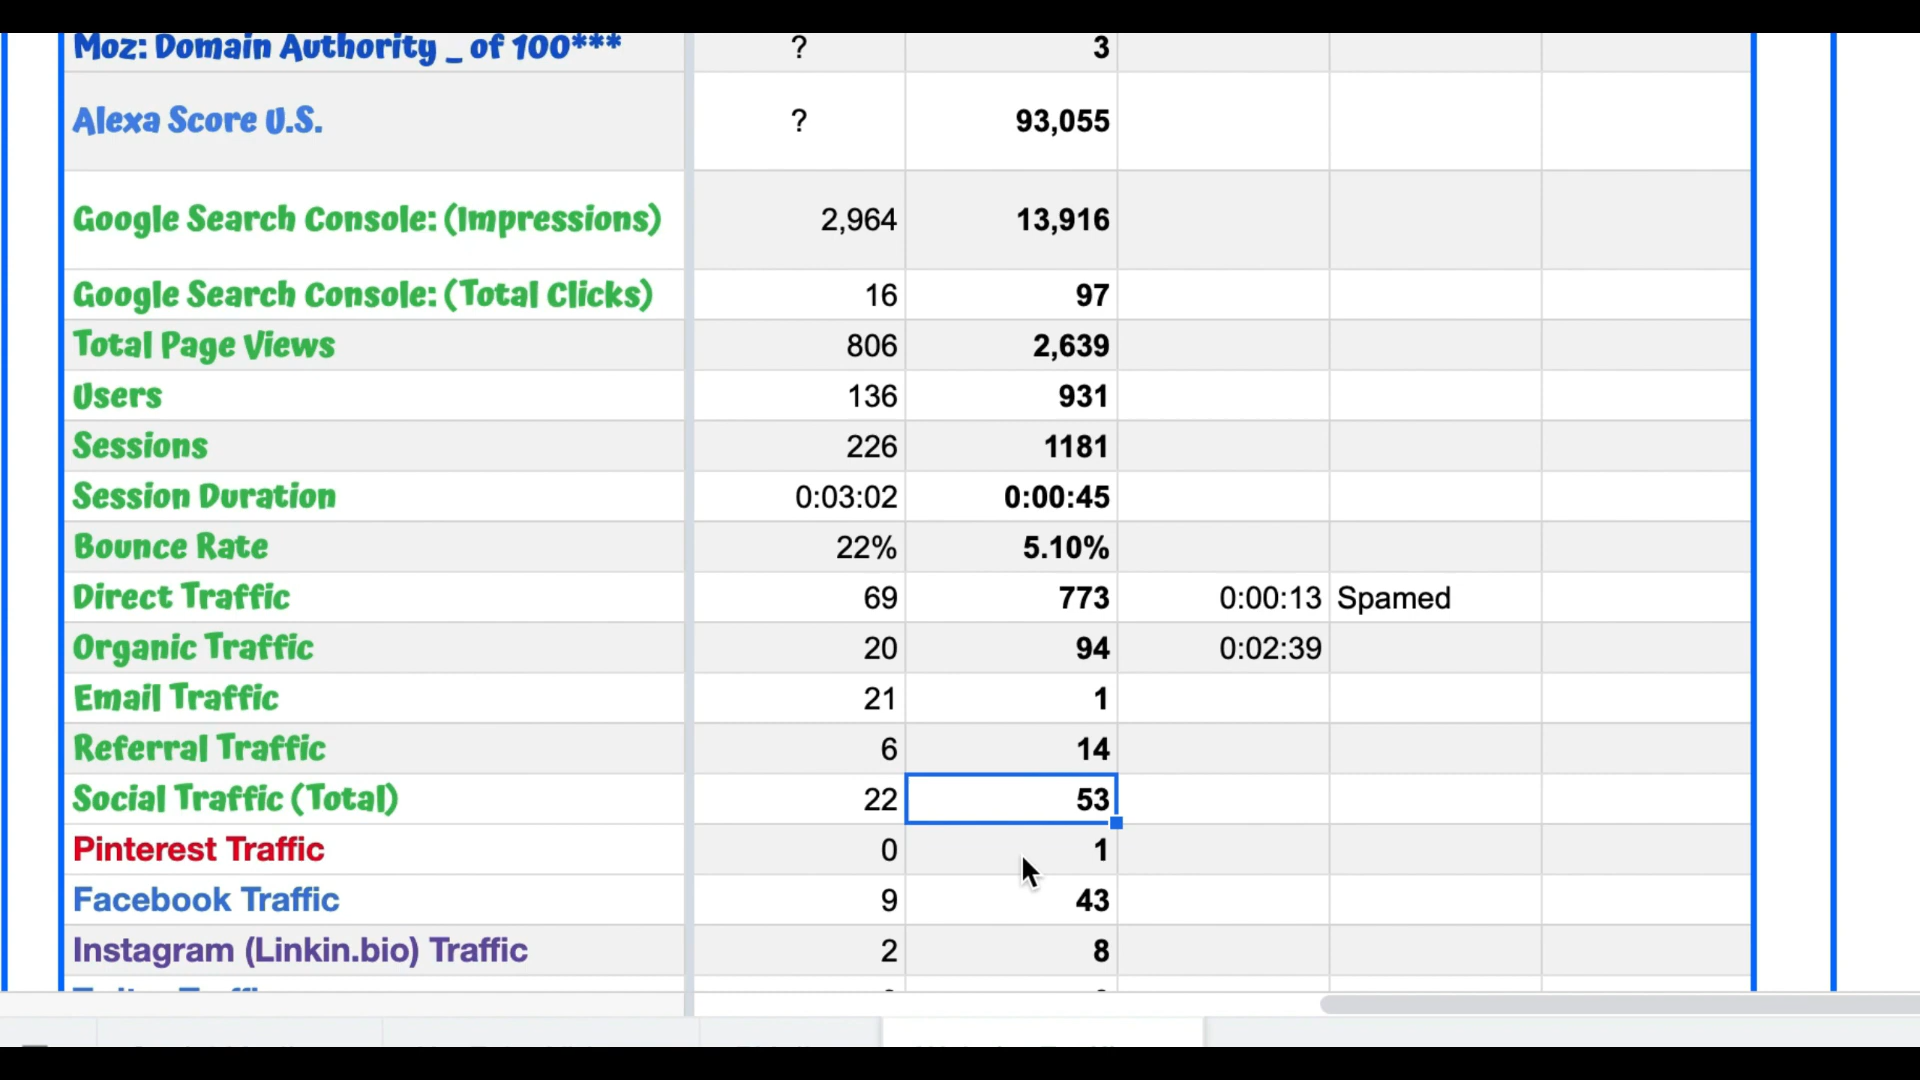 Moz: Domain Authority _ of 100*** ? 3
Alexa Score U.S. ? 93,055
Google Search Console: (Impressions) 2,964 13,916
Google Search Console: (Total Clicks) 16 97
Total Page Views 806 2,639
Users 136 931
Sessions 226 1181
Session Duration 0:03:02 0:00:45
Bounce Rate 22% 5.10%
Direct Traffic 69 773 0:00:13 Spamed
Organic Traffic 20 94 0:02:39
Email Traffic 21 1
Referral Traffic 6 14
Social Traffic (Total) 22 53
Pinterest Traffic 0 1
Facebook Traffic 9 43
Instagram (Linkin.bio) Traffic 2 8